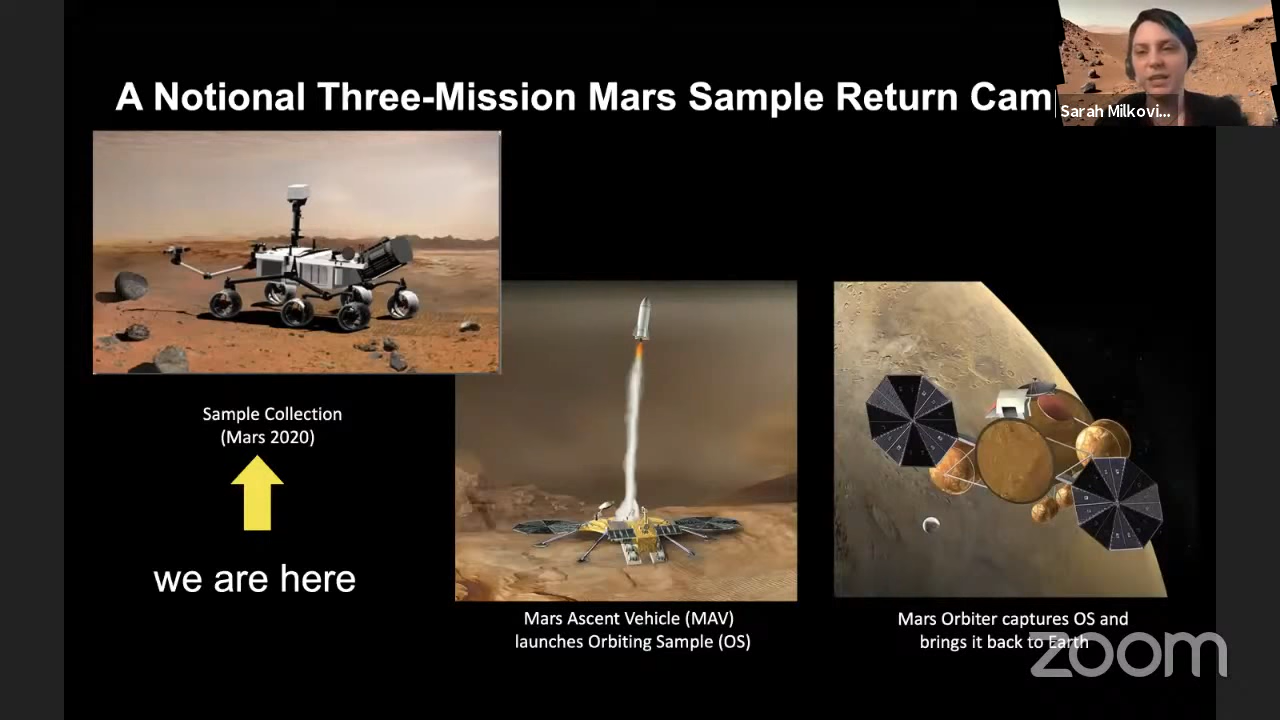 A Notional Three-Mission Mars Sample Return Cam
Sarah Milkovi...
Sample Collection
(Mars 2020)
we are here
Mars Ascent Vehicle (MAV)
launches Orbiting Sample (OS)
Mars Orbiter captures OS and
brings it back to Earth
zoom